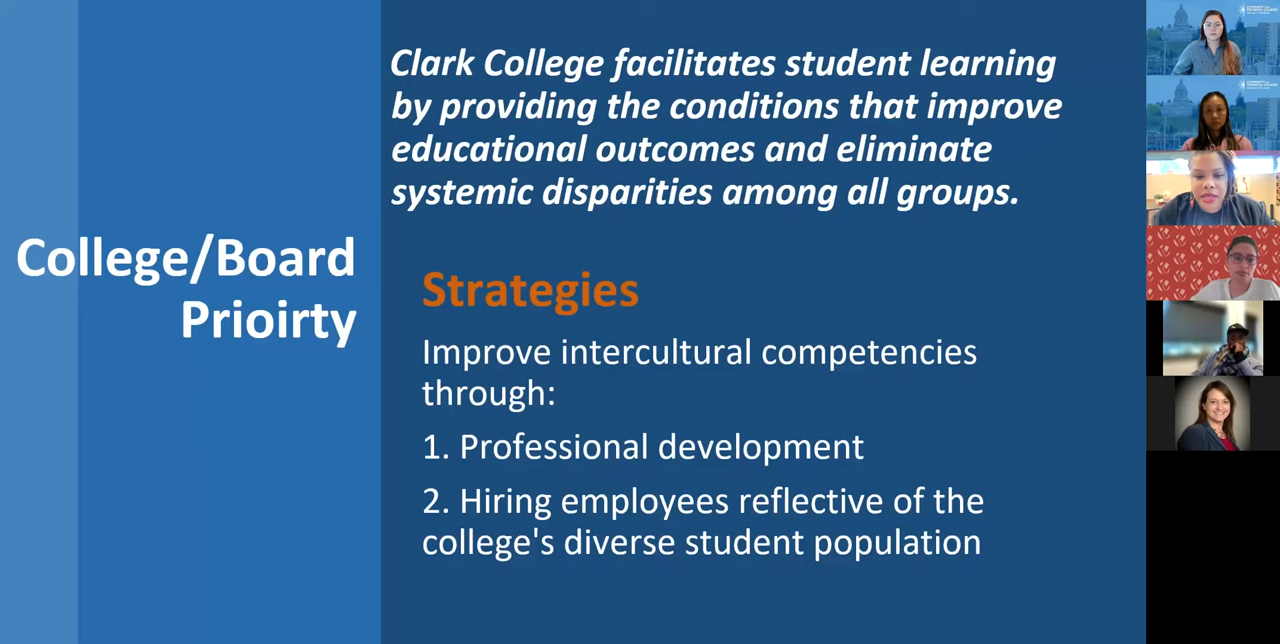 College/Board
Prioirty
Clark College facilitates student learning
by providing the conditions that improve
educational outcomes and eliminate
systemic disparities among all groups.
Strategies
Improve intercultural competencies
through:
1. Professional development
2. Hiring employees reflective of the
college's diverse student population